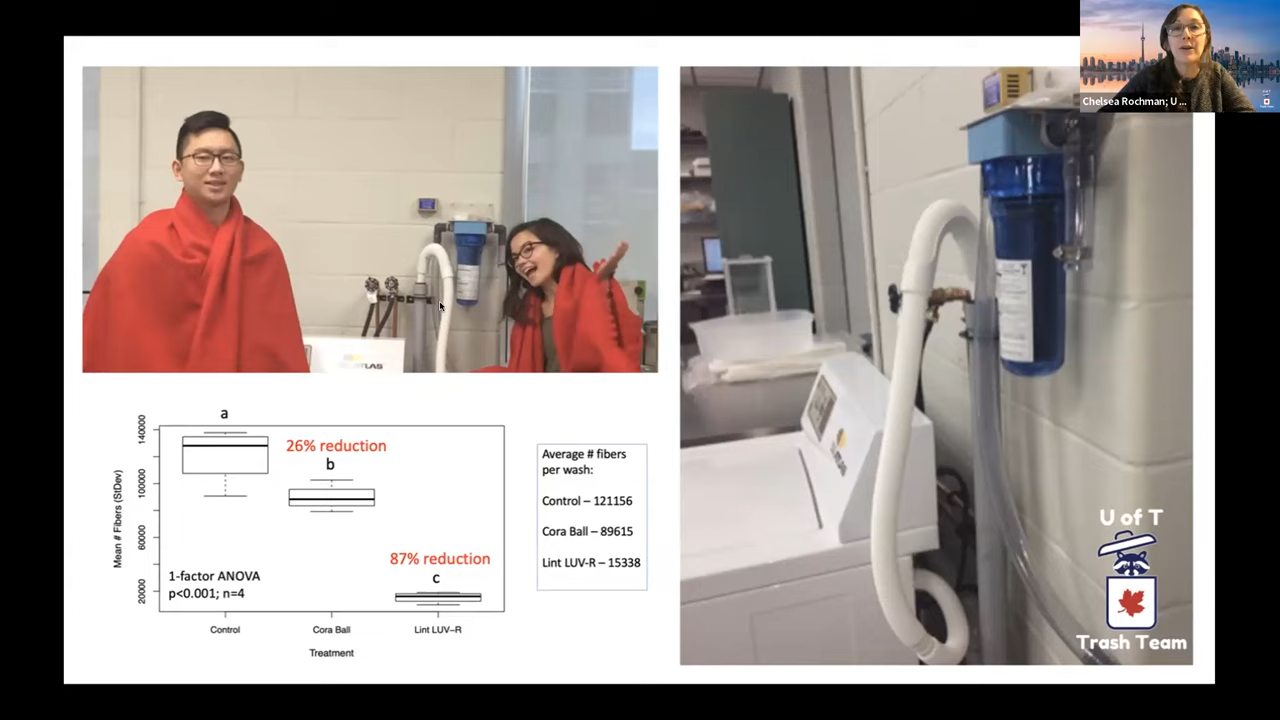 Chelsea Rochman; U ...
ATLAS
140000
100000
60000
20000
Mean # Fibers (StDev)
a
26% reduction
b
87% reduction
c
1-factor ANOVA
p<0.001; n=4
Control
Cora Ball
Lint LUV-R
Treatment
Average # fibers
per wash:
Control – 121156
Cora Ball – 89615
Lint LUV-R – 15338
U of T
Trash Team